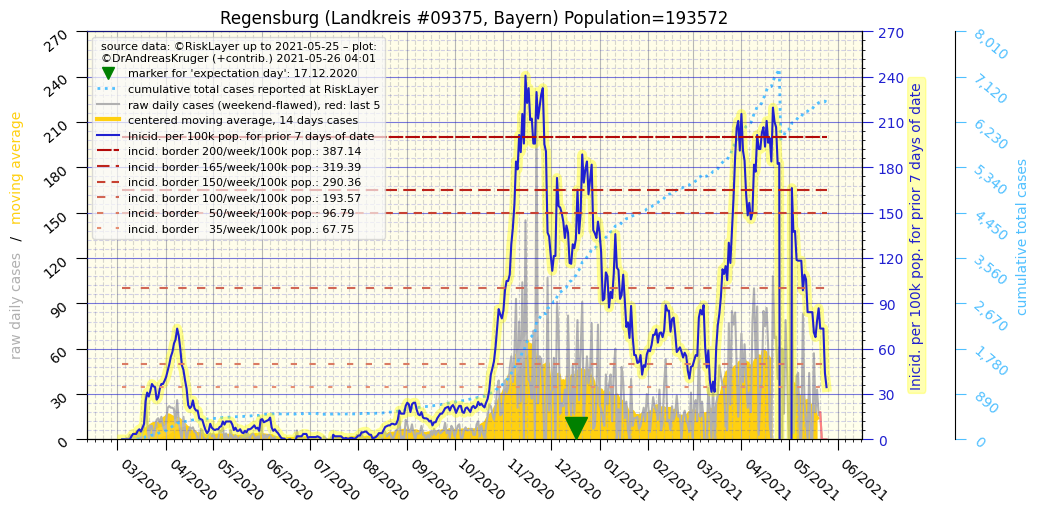 Regensburg (Landkreis #09375, Bayern) Population=193572
source data: ©RiskLayer up to 2021-05-25 – plot:
©DrAndreasKruger (+contrib.) 2021-05-26 04:01
marker for 'expectation day': 17.12.2020
cumulative total cases reported at RiskLayer
raw daily cases (weekend-flawed), red: last 5
centered moving average, 14 days cases
Inicid. per 100k pop. for prior 7 days of date
incid. border 200/week/100k pop.: 387.14
incid. border 165/week/100k pop.: 319.39
incid. border 150/week/100k pop.: 290.36
incid. border 100/week/100k pop.: 193.57
incid. border   50/week/100k pop.: 96.79
incid. border   35/week/100k pop.: 67.75
raw daily cases   /   moving average
270
240
210
180
150
120
90
60
30
0
03/2020
04/2020
05/2020
06/2020
07/2020
08/2020
09/2020
10/2020
11/2020
12/2020
01/2021
02/2021
03/2021
04/2021
05/2021
06/2021
270
240
210
180
150
120
90
60
30
0
Inicid. per 100k pop. for prior 7 days of date
8,010
7,120
6,230
5,340
4,450
3,560
2,670
1,780
890
0
cumulative total cases